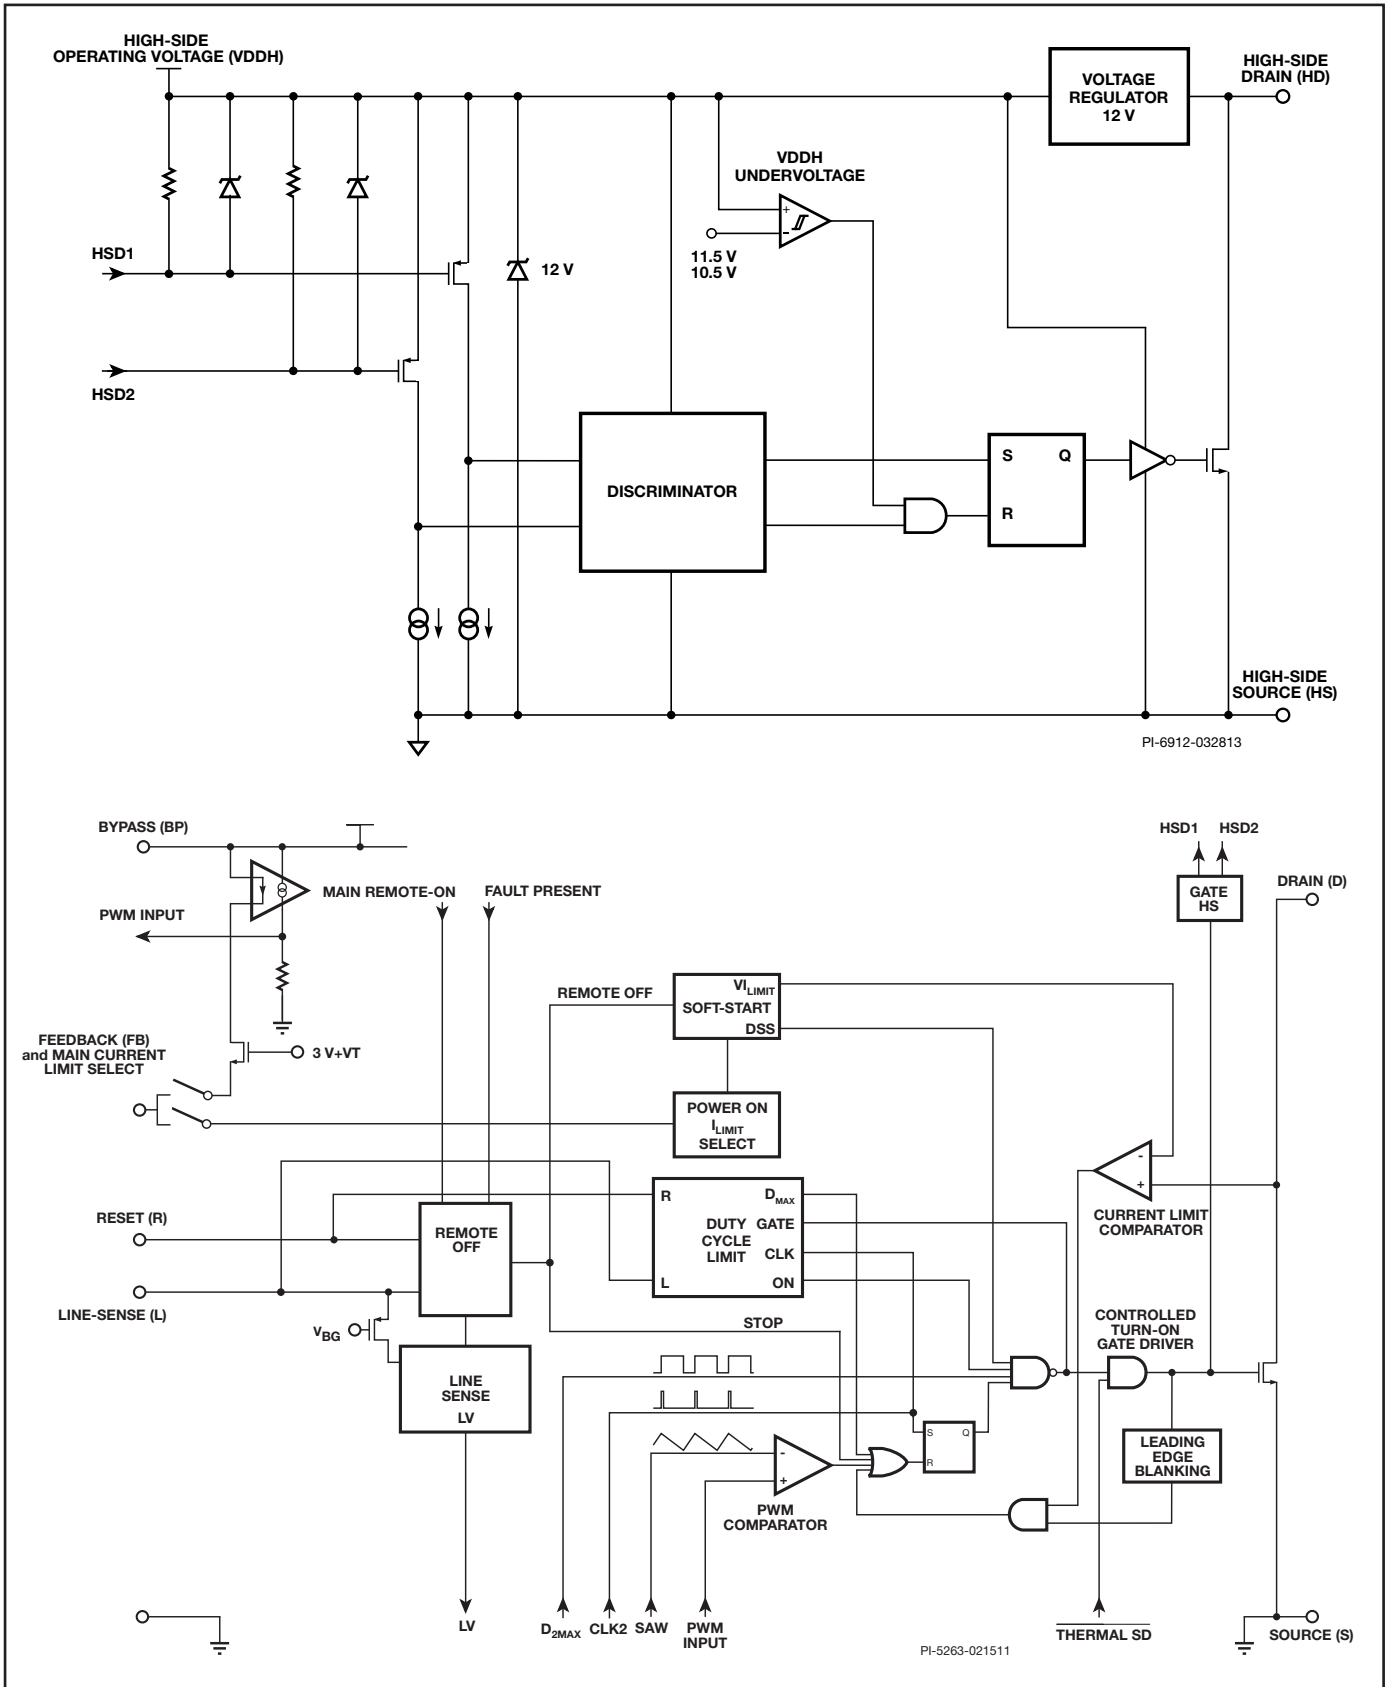 HIGH-SIDE
OPERATING VOLTAGE (VDDH)
VOLTAGE
REGULATOR
12 V
HIGH-SIDE
DRAIN (HD)
VDDH
UNDERVOLTAGE
+
-
11.5 V
10.5 V
HSD1
12 V
HSD2
DISCRIMINATOR
S
Q
R
HIGH-SIDE
SOURCE (HS)
PI-6912-032813
BYPASS (BP)
PWM INPUT
MAIN REMOTE-ON
FAULT PRESENT
HSD1
HSD2
GATE
HS
DRAIN (D)
REMOTE OFF
VI_LIMIT
SOFT-START
DSS
FEEDBACK (FB)
and MAIN CURRENT
LIMIT SELECT
3 V+VT
POWER ON
I_LIMIT
SELECT
-
+
CURRENT LIMIT
COMPARATOR
RESET (R)
REMOTE
OFF
R
D_MAX
DUTY
GATE
CYCLE
CLK
LIMIT
L
ON
LINE-SENSE (L)
V_BG
STOP
CONTROLLED
TURN-ON
GATE DRIVER
LINE
SENSE
LV
S
Q
R
-
+
PWM
COMPARATOR
LEADING
EDGE
BLANKING
LV
D_2MAX
CLK2
SAW
PWM
INPUT
THERMAL SD
SOURCE (S)
PI-5263-021511